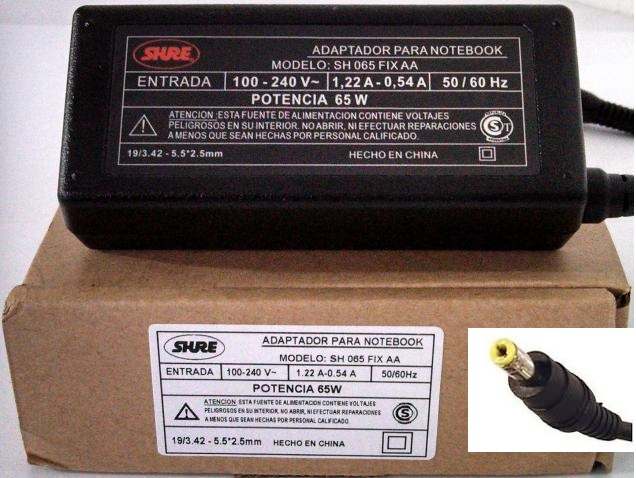 SHURE
ADAPTADOR PARA NOTEBOOK
MODELO: SH 065 FIX AA
ENTRADA 100 - 240 V~ 1,22 A - 0,54 A 50 / 60 Hz
POTENCIA 65 W
ATENCION :ESTA FUENTE DE ALIMENTACION CONTIENE VOLTAJES
PELIGROSOS EN SU INTERIOR. NO ABRIR, NI EFECTUAR REPARACIONES
A MENOS QUE SEAN HECHAS POR PERSONAL CALIFICADO.
19/3.42 - 5.5*2.5mm HECHO EN CHINA
SHURE
ADAPTADOR PARA NOTEBOOK
MODELO: SH 065 FIX AA
ENTRADA 100-240 V~ 1.22 A-0.54 A 50/60Hz
POTENCIA 65W
ATENCION ESTA FUENTE DE ALIMENTACION CONTIENE VOLTAJES
PELIGROSOS EN SU INTERIOR. NO ABRIR, NI EFECTUAR REPARACIONES
A MENOS QUE SEAN HECHAS POR PERSONAL CALIFICADO.
19/3.42 - 5.5*2.5mm HECHO EN CHINA